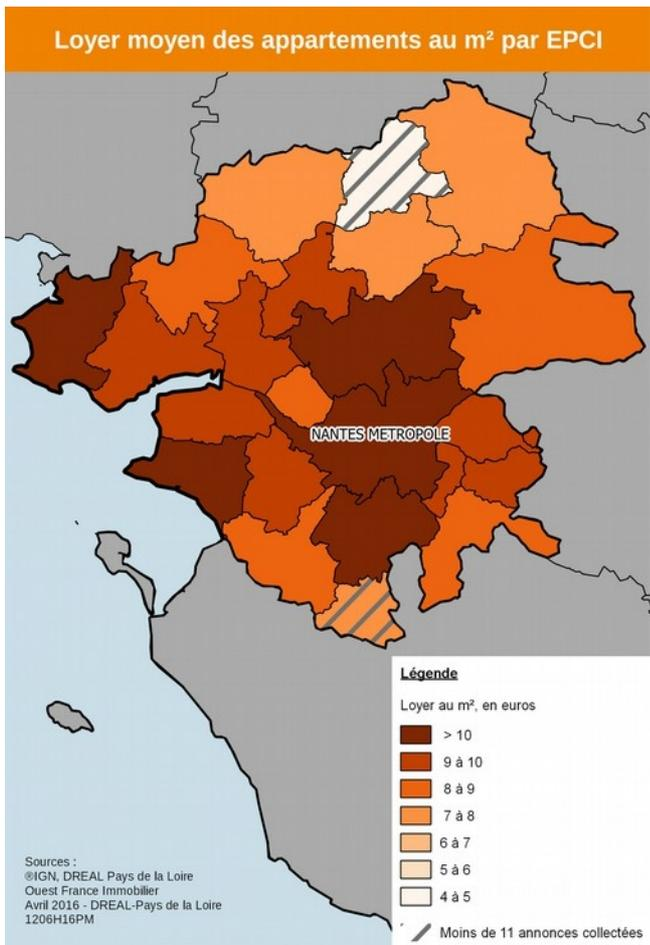 Loyer moyen des appartements au m² par EPCI
NANTES METROPOLE
Légende
Loyer au m², en euros
> 10
9 à 10
8 à 9
7 à 8
6 à 7
5 à 6
4 à 5
Moins de 11 annonces collectées
Sources :
®IGN, DREAL Pays de la Loire
Ouest France Immobilier
Avril 2016 - DREAL-Pays de la Loire
1206H16PM